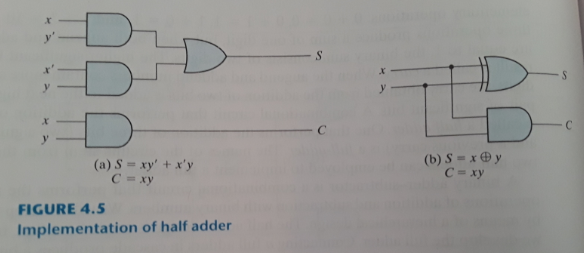 x
y'
x'
y
S
x
y
C
(a) S = xy' + x'y
C = xy
x
y
S
C
(b) S = x ⊕ y
C = xy
FIGURE 4.5
Implementation of half adder